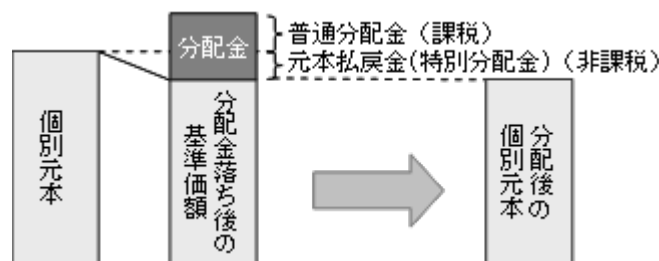 分配金
普通分配金（課税）
元本払戻金(特別分配金)（非課税）
個別元本
分配金落ち後の
基準価額
分配後の
個別元本